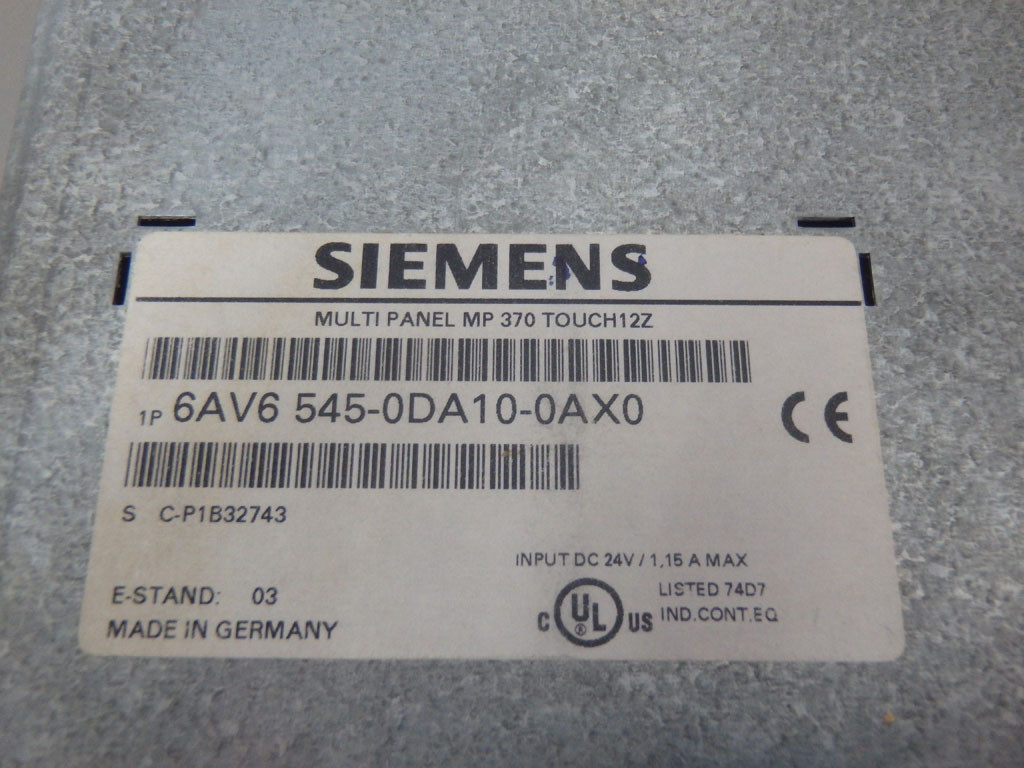 SIEMENS
MULTI PANEL MP 370 TOUCH12Z
1P 6AV6 545-0DA10-0AX0
CE
S C-P1B32743
INPUT DC 24V / 1,15 A MAX
E-STAND: 03
MADE IN GERMANY
C UL ® US
LISTED 74D7
IND.CONT.EQ